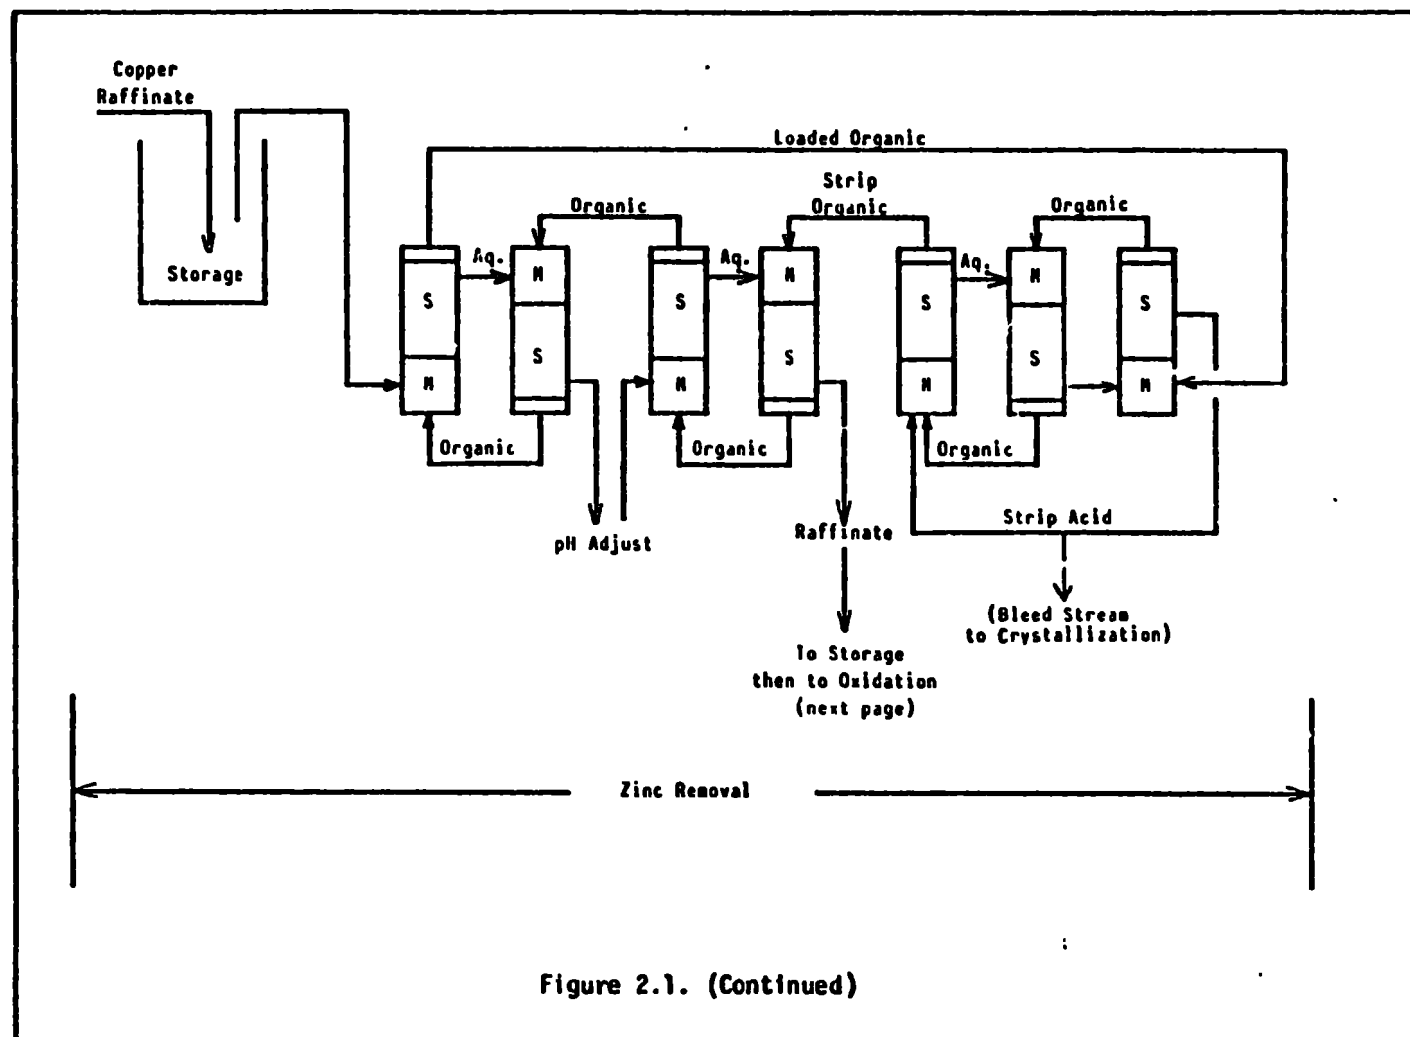 Copper
Raffinate
Storage
Loaded Organic
Strip
Organic
Organic
Organic
Aq.
Aq.
Aq.
S
M
S
M
S
M
S
M
M
S
S
M
S
M
Organic
Organic
Organic
pH Adjust
Raffinate
Strip Acid
(Bleed Stream
to Crystallization)
To Storage
then to Oxidation
(next page)
Zinc Removal
Figure 2.1. (Continued)